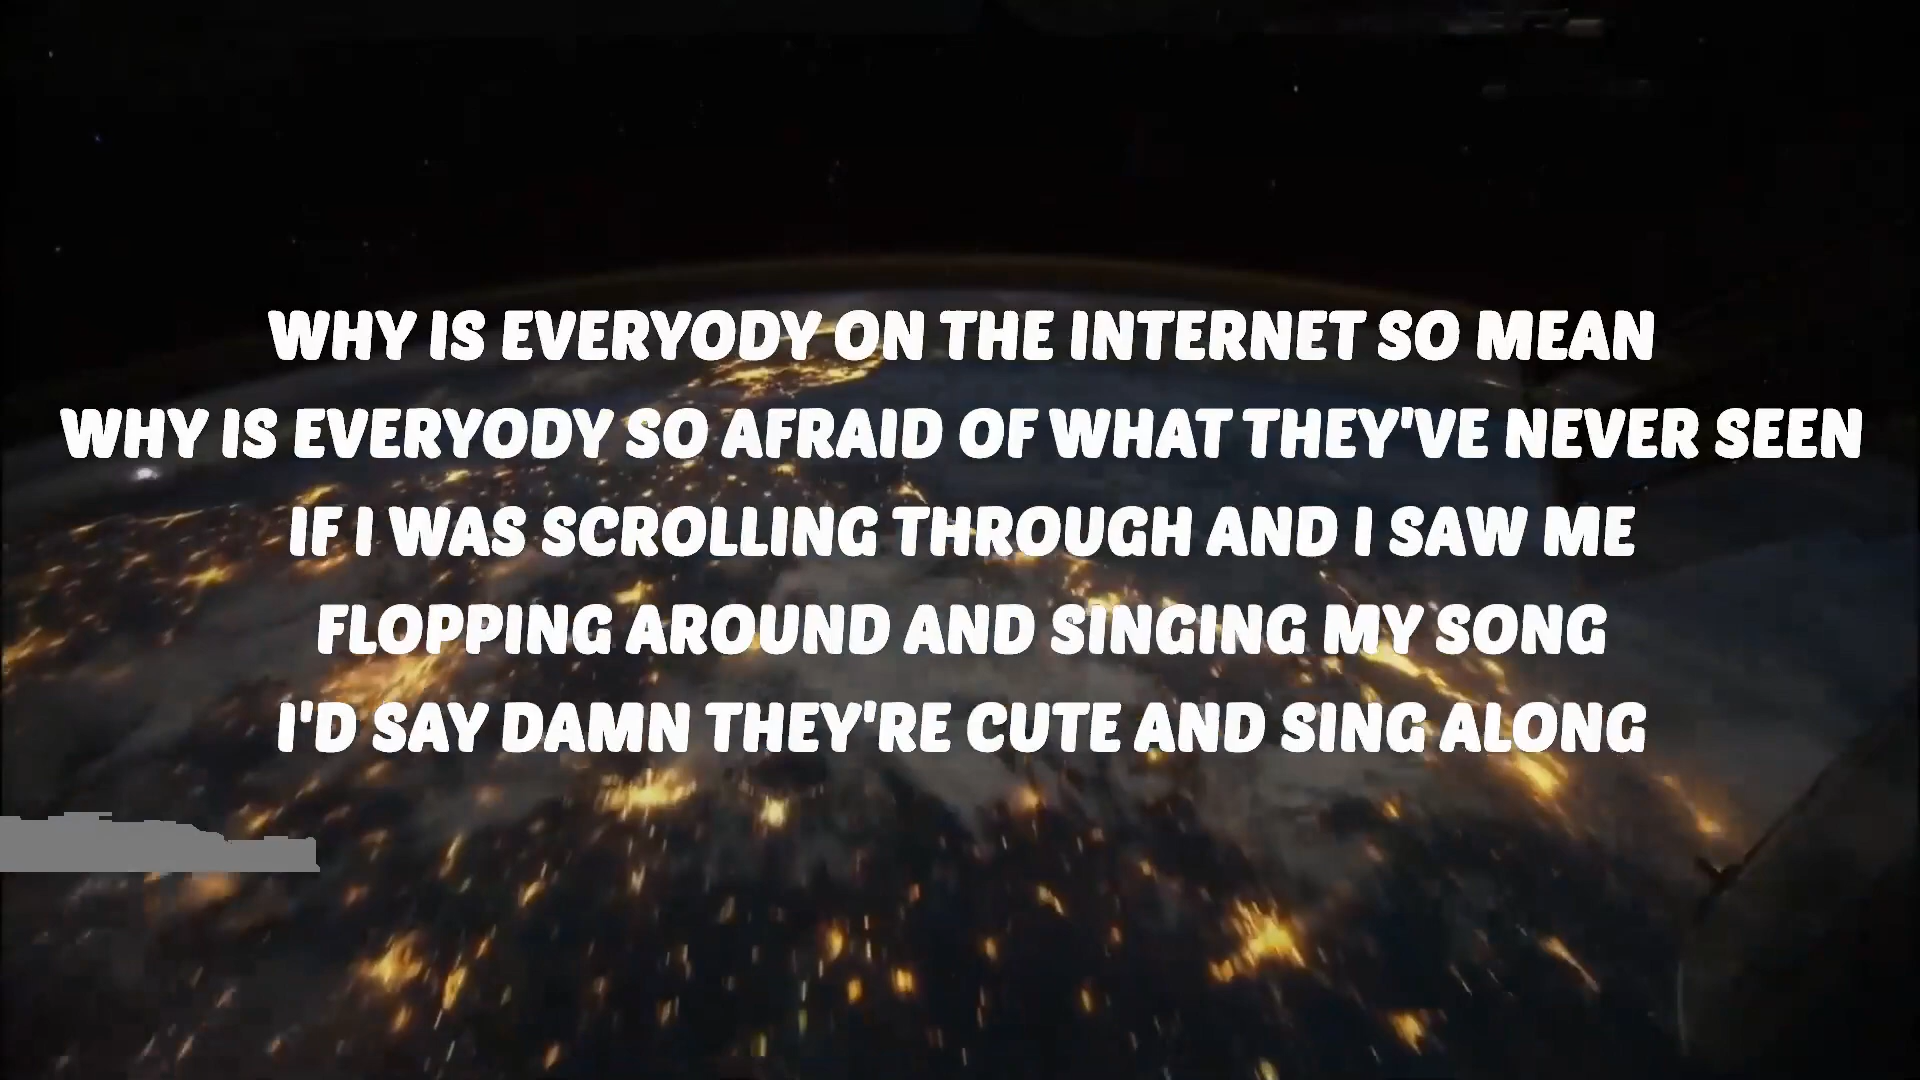 WHY IS EVERYODY ON THE INTERNET SO MEAN
WHY IS EVERYODY SO AFRAID OF WHAT THEY'VE NEVER SEEN
IF I WAS SCROLLING THROUGH AND I SAW ME
FLOPPING AROUND AND SINGING MY SONG
I'D SAY DAMN THEY'RE CUTE AND SING ALONG